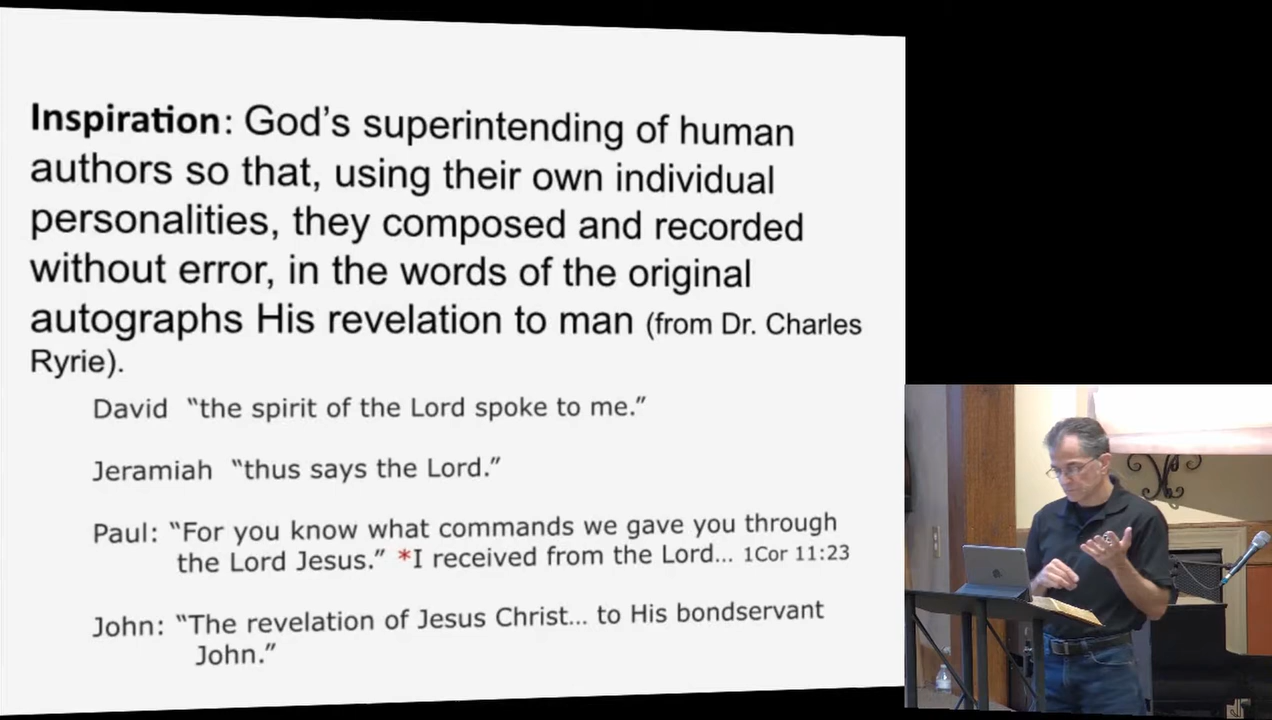 Inspiration: God’s superintending of human
authors so that, using their own individual
personalities, they composed and recorded
without error, in the words of the original
autographs His revelation to man (from Dr. Charles
Ryrie).
David “the spirit of the Lord spoke to me.”
Jeramiah “thus says the Lord.”
Paul: “For you know what commands we gave you through
the Lord Jesus.” *I received from the Lord... 1Cor 11:23
John: “The revelation of Jesus Christ... to His bondservant
John.”